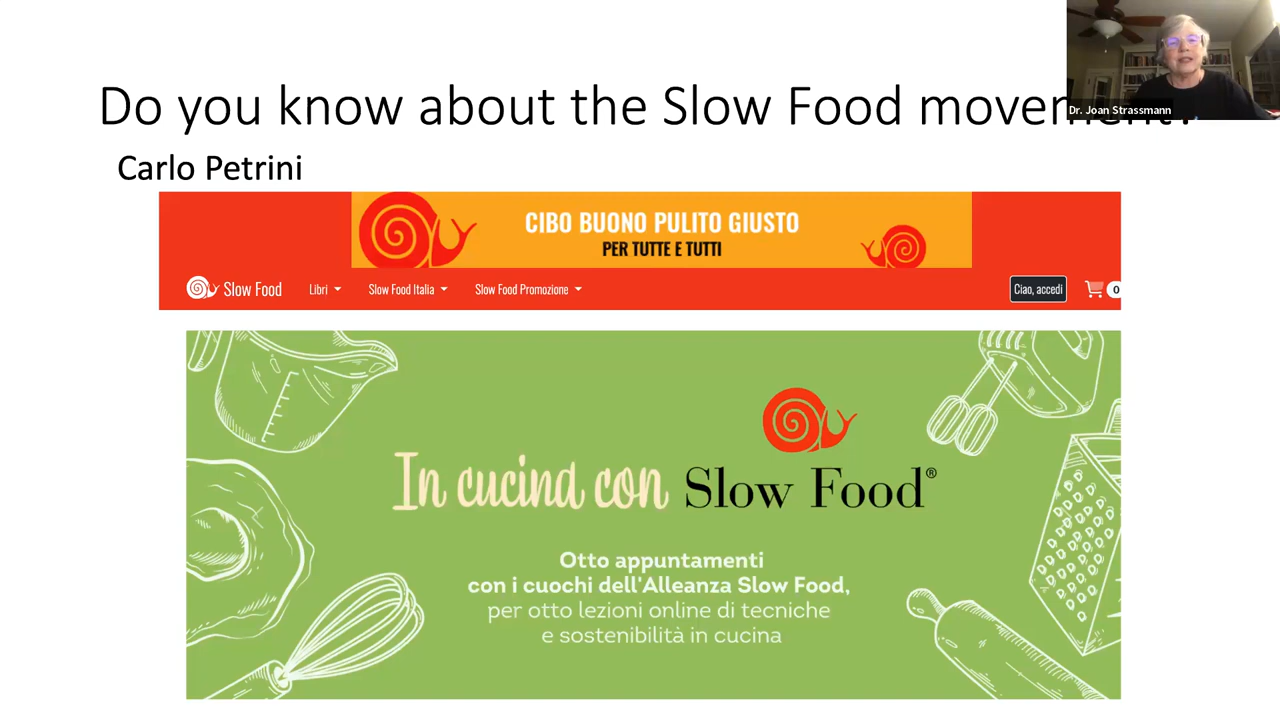 Do you know about the Slow Food movement?
Dr. Joan Strassmann
Carlo Petrini
CIBO BUONO PULITO GIUSTO
PER TUTTE E TUTTI
Slow Food Libri Slow Food Italia Slow Food Promozione Ciao, accedi 0
In cucina con Slow Food®
Otto appuntamenti
con i cuochi dell'Alleanza Slow Food,
per otto lezioni online di tecniche
e sostenibilità in cucina